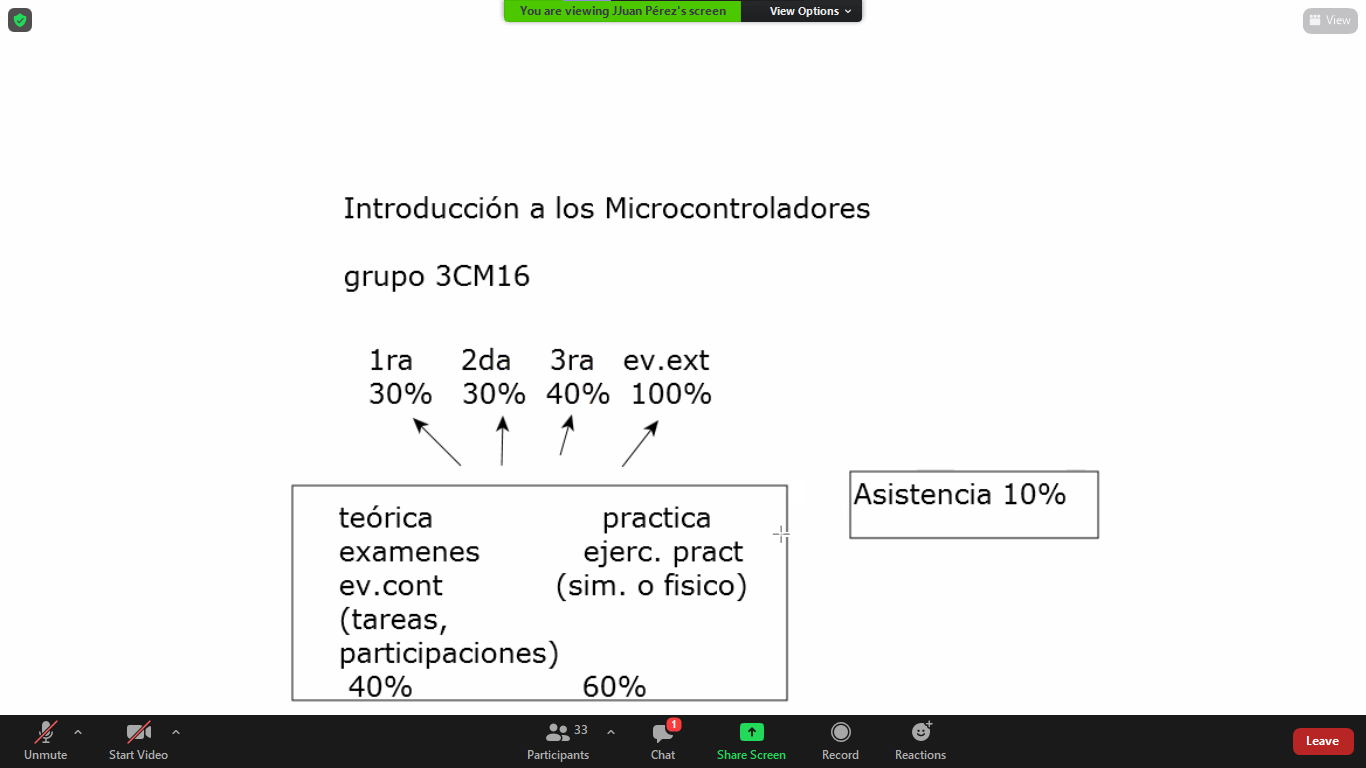 You are viewing JJuan Pérez's screen
View Options
View
Introducción a los Microcontroladores
grupo 3CM16
1ra 2da 3ra ev.ext
30% 30% 40% 100%
Asistencia 10%
teórica practica
examenes ejerc. pract
ev.cont (sim. o fisico)
(tareas,
participaciones)
40% 60%
Unmute
Start Video
33
Participants
1
Chat
Share Screen
Record
Reactions
Leave